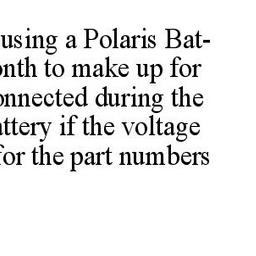 using a Polaris Bat-
onth to make up for
onnected during the
attery if the voltage
for the part numbers